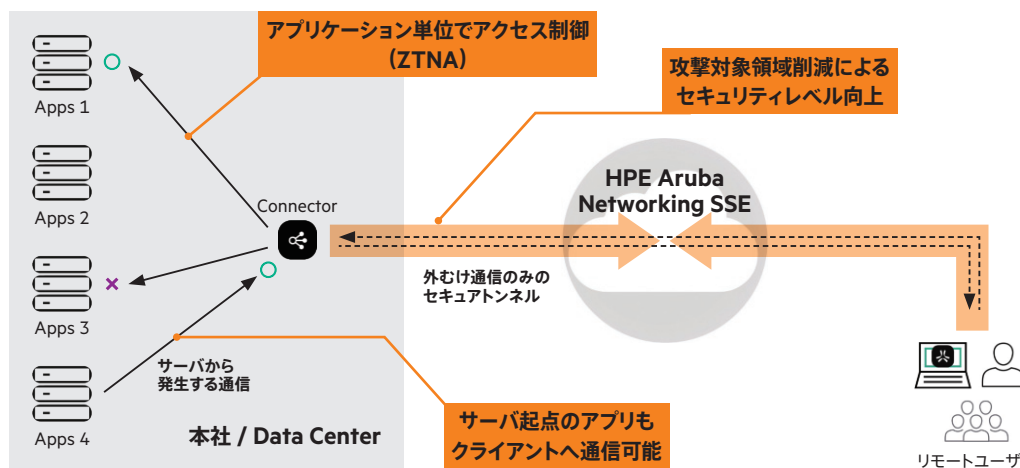 アプリケーション単位でアクセス制御
（ZTNA）
攻撃対象領域削減による
セキュリティレベル向上
Apps 1
Apps 2
Apps 3
Apps 4
Connector
HPE Aruba
Networking SSE
外むけ通信のみの
セキュアトンネル
サーバから
発生する通信
本社 / Data Center
サーバ起点のアプリも
クライアントへ通信可能
リモートユーザ